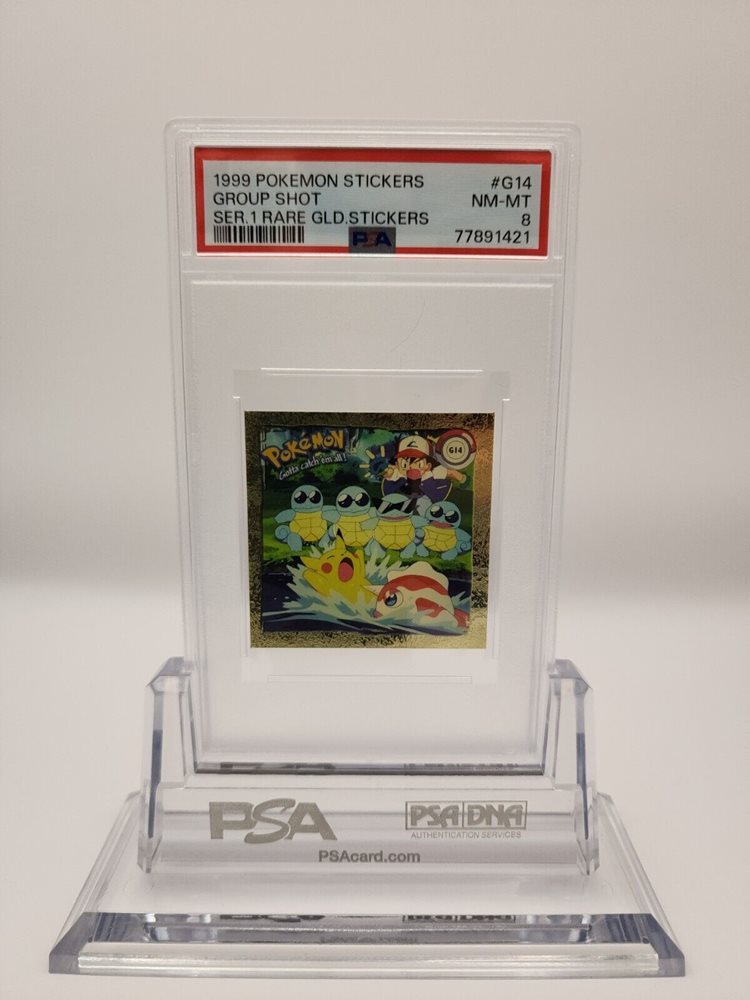 1999 POKEMON STICKERS #G14
GROUP SHOT NM-MT
SER.1 RARE GLD.STICKERS 8
PSA 77891421
POKéMON
Gotta catch 'em all!
G14
PSA
PSA DNA
AUTHENTICATION SERVICES
PSAcard.com